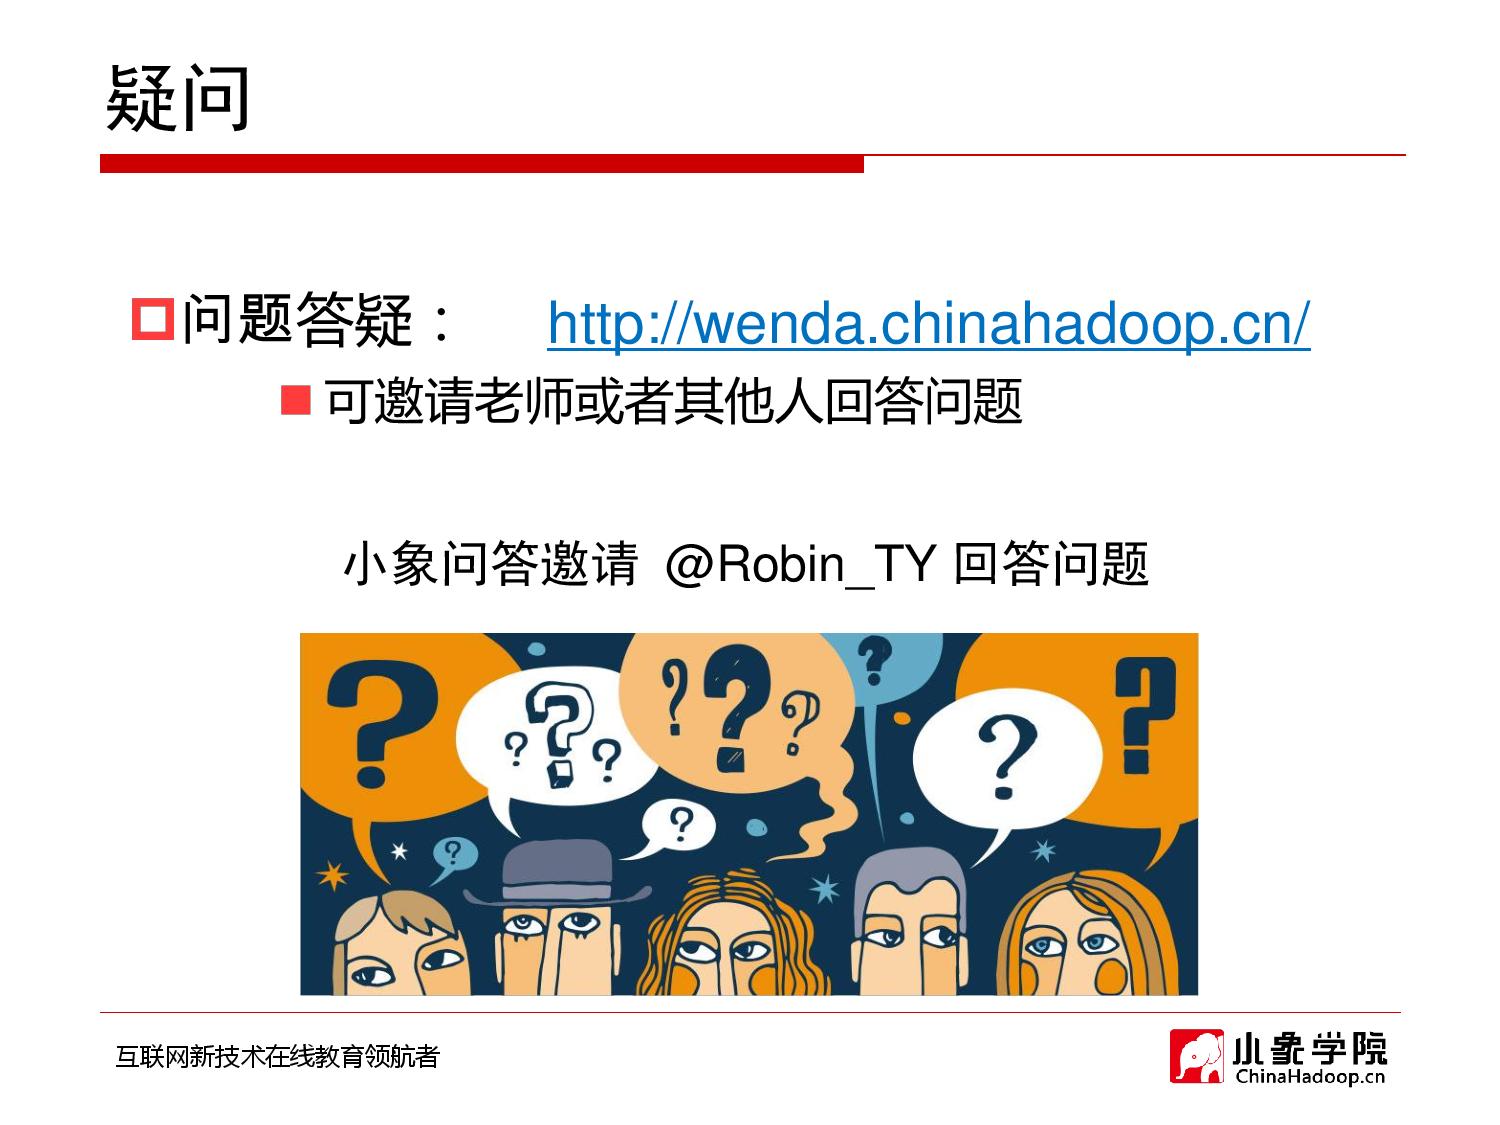 疑问
问题答疑： http://wenda.chinahadoop.cn/
可邀请老师或者其他人回答问题
小象问答邀请 @Robin_TY 回答问题
? ? ? ? ? ? ? ? ? ?
? ?
互联网新技术在线教育领航者
小象学院
ChinaHadoop.cn